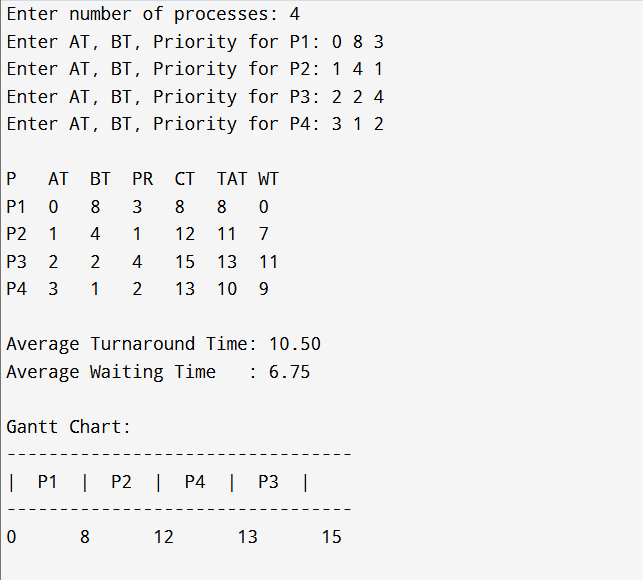 Enter number of processes: 4
Enter AT, BT, Priority for P1: 0 8 3
Enter AT, BT, Priority for P2: 1 4 1
Enter AT, BT, Priority for P3: 2 2 4
Enter AT, BT, Priority for P4: 3 1 2
P   AT  BT  PR  CT  TAT WT
P1  0   8   3   8   8   0
P2  1   4   1   12  11  7
P3  2   2   4   15  13  11
P4  3   1   2   13  10  9
Average Turnaround Time: 10.50
Average Waiting Time   : 6.75
Gantt Chart:
---------------------------------
|  P1  |  P2  |  P4  |  P3  |
---------------------------------
0      8      12      13      15